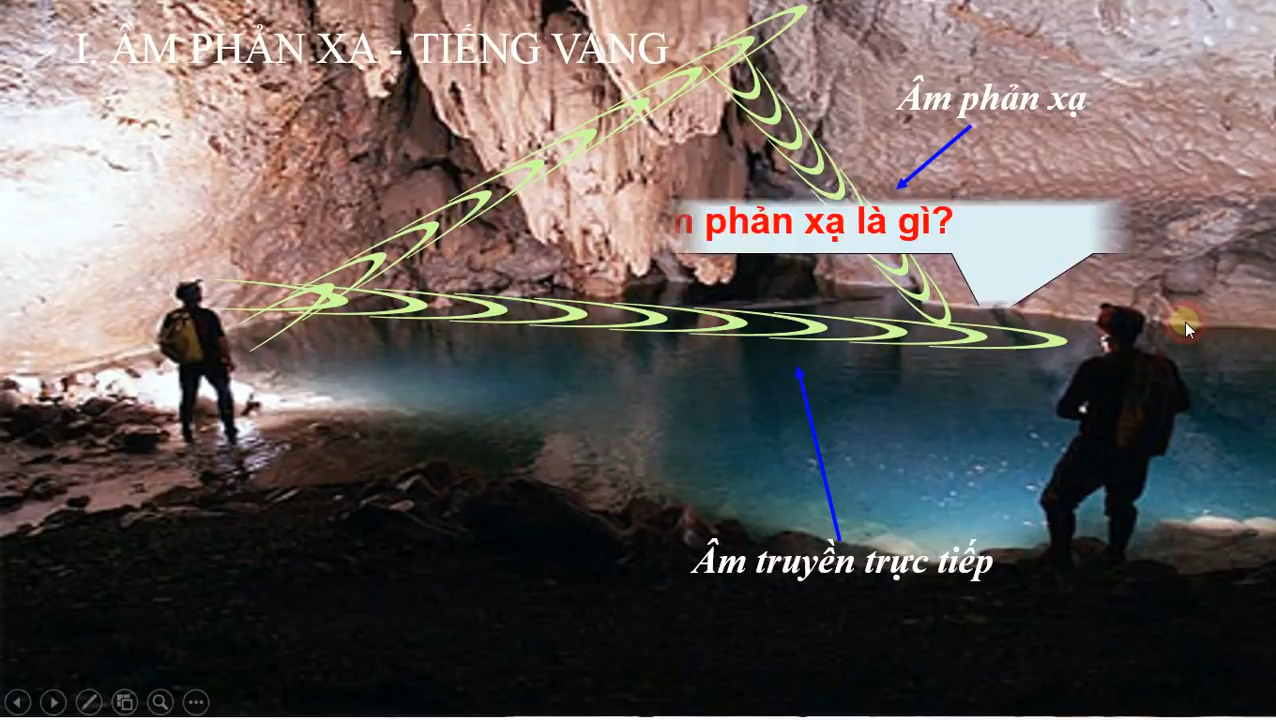 I. ÂM PHẢN XẠ - TIẾNG VANG
Âm phản xạ
phản xạ là gì?
Âm truyền trực tiếp